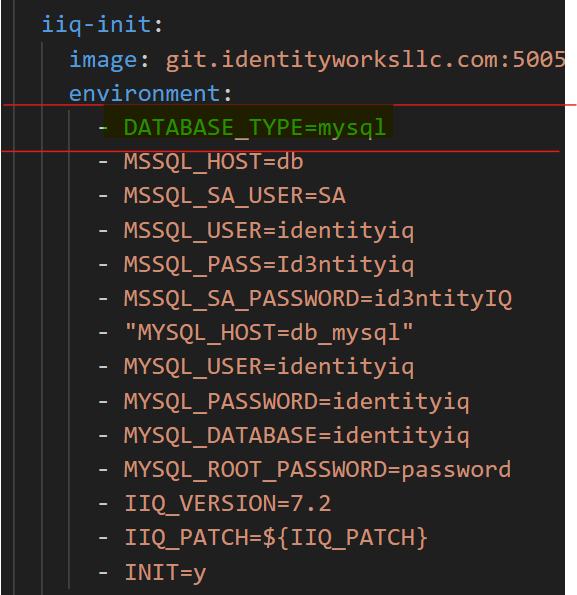 iiq-init:
image: git.identityworksllc.com:5005
environment:
- DATABASE_TYPE=mysql
- MSSQL_HOST=db
- MSSQL_SA_USER=SA
- MSSQL_USER=identityiq
- MSSQL_PASS=Id3ntityiq
- MSSQL_SA_PASSWORD=id3ntityIQ
- "MYSQL_HOST=db_mysql"
- MYSQL_USER=identityiq
- MYSQL_PASSWORD=identityiq
- MYSQL_DATABASE=identityiq
- MYSQL_ROOT_PASSWORD=password
- IIQ_VERSION=7.2
- IIQ_PATCH=${IIQ_PATCH}
- INIT=y